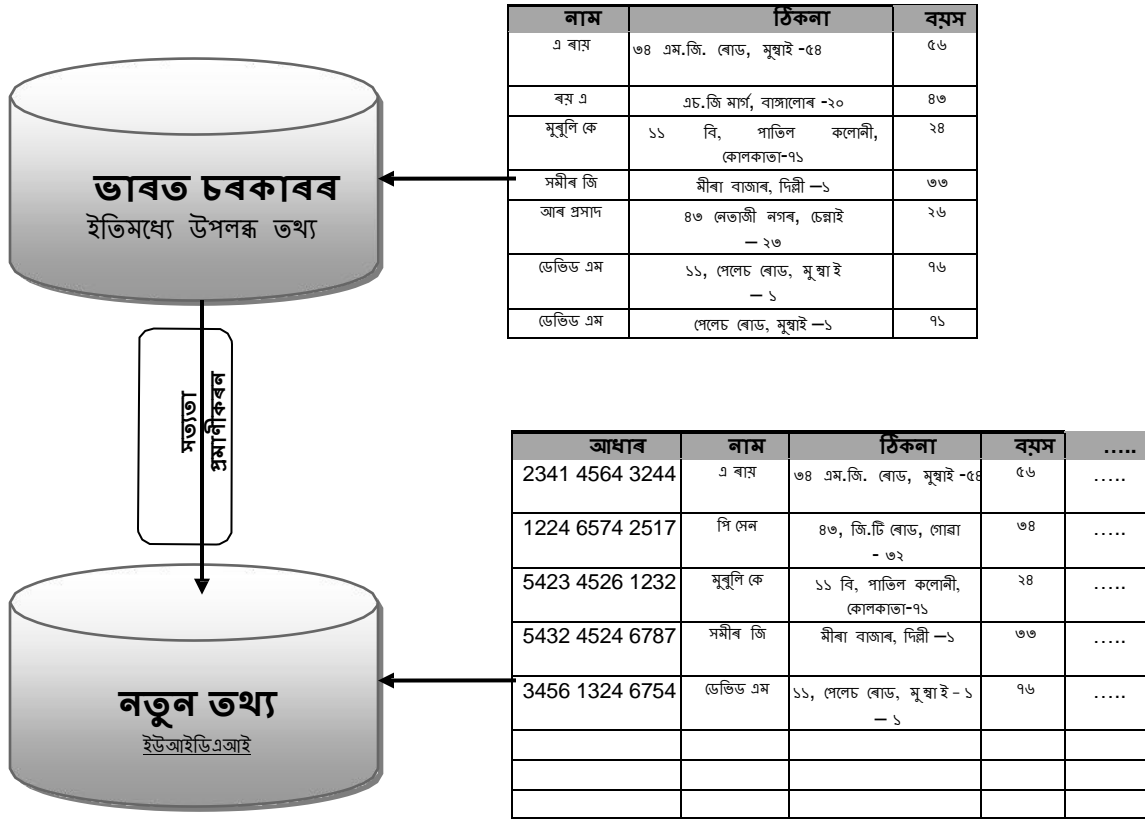 নাম ঠিকনা বয়স
এ ৰায় ৩৪ এম.জি. ৰোড, মুম্বাই -৫৪ ৫৬
ৰয় এ এচ.জি মাৰ্গ, বাঙ্গালোৰ -২০ ৪৩
মুৰুলি কে ১১ বি, পাতিল কলোনী, ২৪
কোলকাতা-৭১
সমীৰ জি মীৰা বাজাৰ, দিল্লী –১ ৩৩
আৰ প্ৰসাদ ৪৩ নেতাজী নগৰ, চেন্নাই ২৬
– ২৩
ডেভিড এম ১১, পেলেচ ৰোড, মুম্বাই ৭৬
– ১
ডেভিড এম পেলেচ ৰোড, মুম্বাই –১ ৭১
ভাৰত চৰকাৰৰ
ইতিমধ্যে উপলব্ধ তথ্য
সত্যতা
প্ৰমাণীকৰন
আধাৰ নাম ঠিকনা বয়স .....
2341 4564 3244 এ ৰায় ৩৪ এম.জি. ৰোড, মুম্বাই -৫৪ ৫৬ .....
1224 6574 2517 পি সেন ৪৩, জি.টি ৰোড, গোৱা ৩৪ .....
- ৩২
5423 4526 1232 মুৰুলি কে ১১ বি, পাতিল কলোনী, ২৪ .....
কোলকাতা-৭১
5432 4524 6787 সমীৰ জি মীৰা বাজাৰ, দিল্লী –১ ৩৩ .....
3456 1324 6754 ডেভিড এম ১১, পেলেচ ৰোড, মুম্বাই - ১ ৭৬ .....
– ১
নতুন তথ্য
ইউআইডিএআই